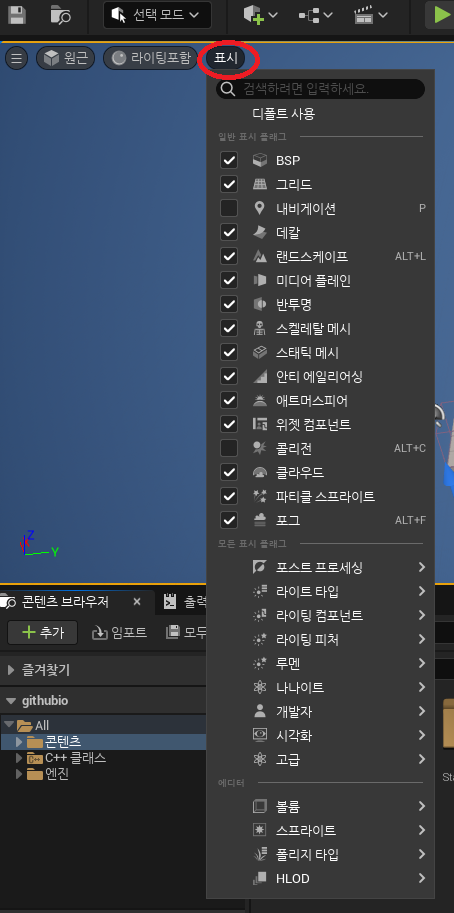 선택 모드
원근
라이팅포함
표시
검색하려면 입력하세요.
디폴트 사용
일반 표시 플래그
BSP
그리드
내비게이션 P
데칼
랜드스케이프 ALT+L
미디어 플레인
반투명
스켈레탈 메시
스태틱 메시
안티 에일리어싱
애트머스피어
위젯 컴포넌트
콜리전 ALT+C
클라우드
파티클 스프라이트
포그 ALT+F
모든 표시 플래그
포스트 프로세싱
라이트 타입
라이팅 컴포넌트
라이팅 피처
루멘
나나이트
개발자
시각화
고급
에디터
볼륨
스프라이트
폴리지 타입
HLOD
Z
Y
콘텐츠 브라우저
출력
추가
임포트
모두
즐겨찾기
githubio
All
콘텐츠
C++ 클래스
엔진